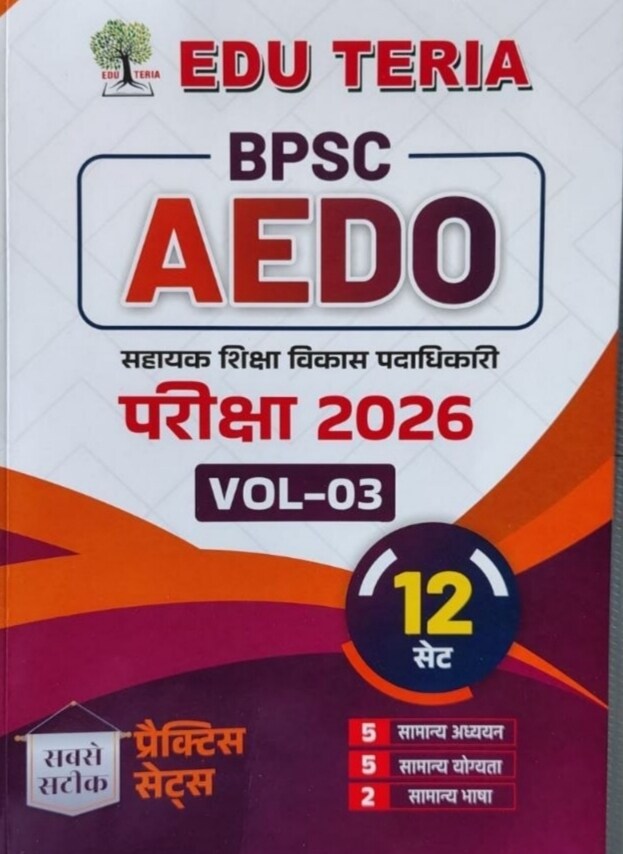 EDU TERIA
EDU TERIA
BPSC
AEDO
सहायक शिक्षा विकास पदाधिकारी
परीक्षा 2026
VOL-03
12
सेट
सबसे
सटीक
प्रैक्टिस
सेट्स
5 सामान्य अध्ययन
5 सामान्य योग्यता
2 सामान्य भाषा